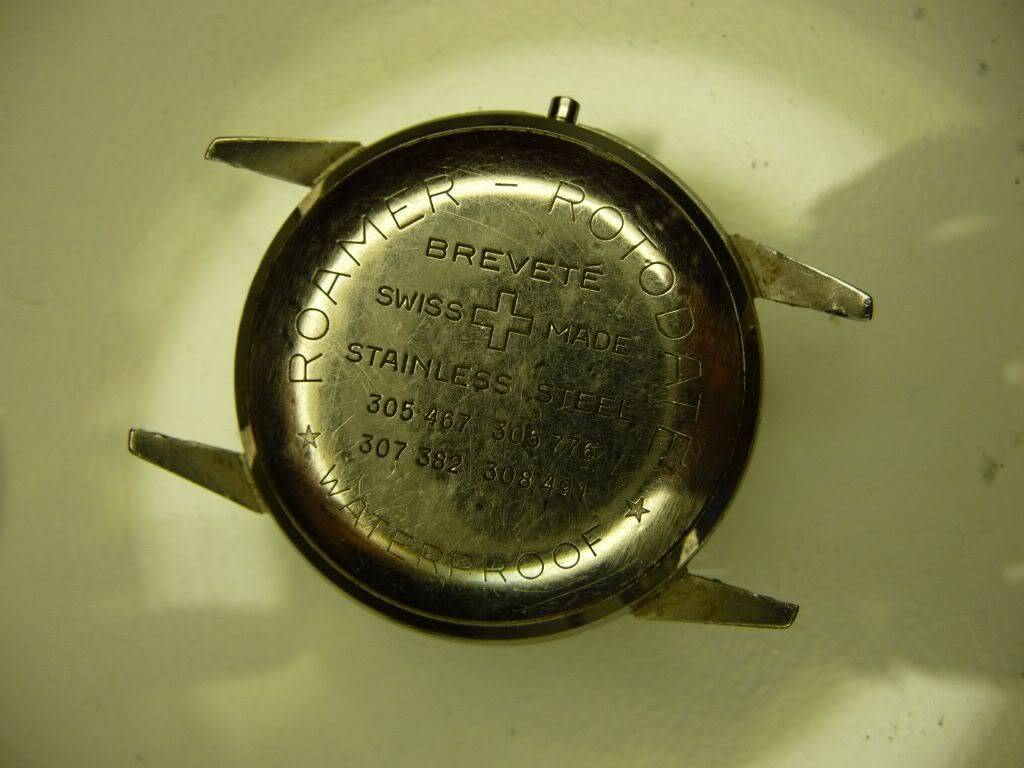 ROAMER - ROTODATE
BREVETÉ
SWISS MADE
STAINLESS STEEL
305 467 305 776
307 382 308 491
☆ WATERPROOF ☆